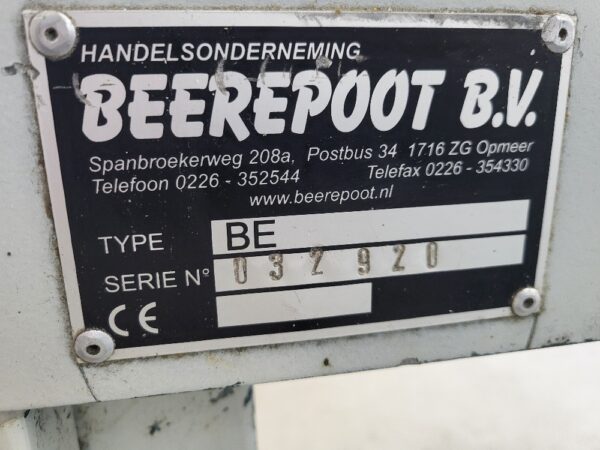 HANDELSONDERNEMING
BEEREPOOT B.V.
Spanbroekerweg 208a, Postbus 34 1716 ZG Opmeer
Telefoon 0226 - 352544 Telefax 0226 - 354330
www.beerepoot.nl
TYPE BE
SERIE Nº 032920
CE